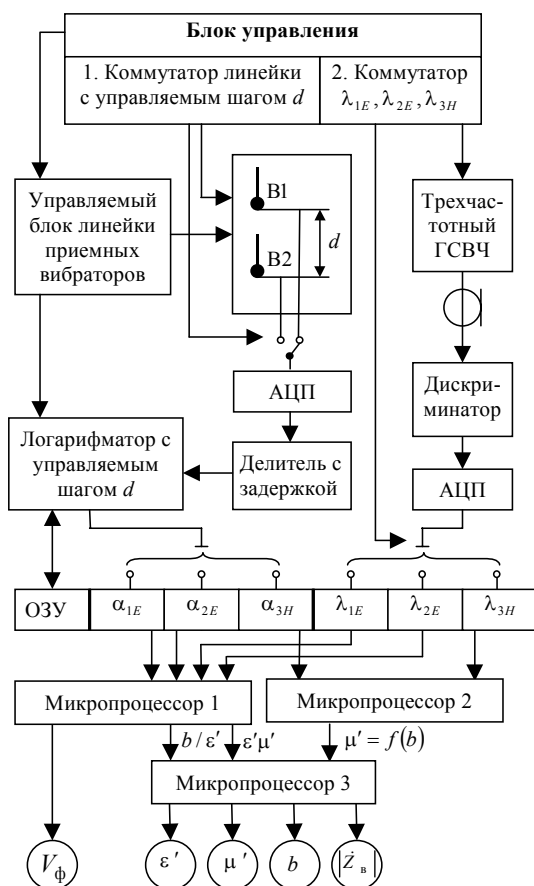 Блок управления
1. Коммутатор линейки
с управляемым шагом d
2. Коммутатор
λ1E, λ2E, λ3H
Управляемый
блок линейки
приемных
вибраторов
В1
В2
d
Трехчас-
тотный
ГСВЧ
АЦП
Дискри-
минатор
Логарифматор с
управляемым
шагом d
Делитель с
задержкой
АЦП
ОЗУ
α1E
α2E
α3H
λ1E
λ2E
λ3H
Микропроцессор 1
Микропроцессор 2
b / ε′
ε′μ′
μ′ = f(b)
Микропроцессор 3
Vф
ε′
μ′
b
|Żв|